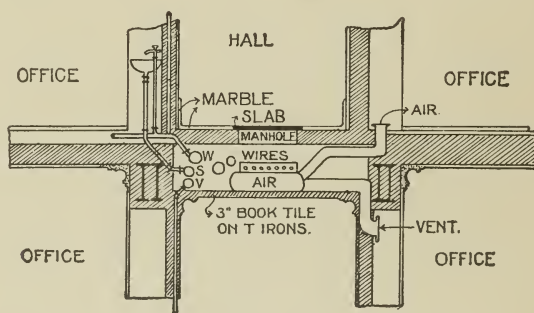 HALL
OFFICE
OFFICE
MARBLE
SLAB
AIR.
MANHOLE
W
WIRES
S
V
AIR
3" BOOK TILE
ON T IRONS.
VENT.
OFFICE
OFFICE